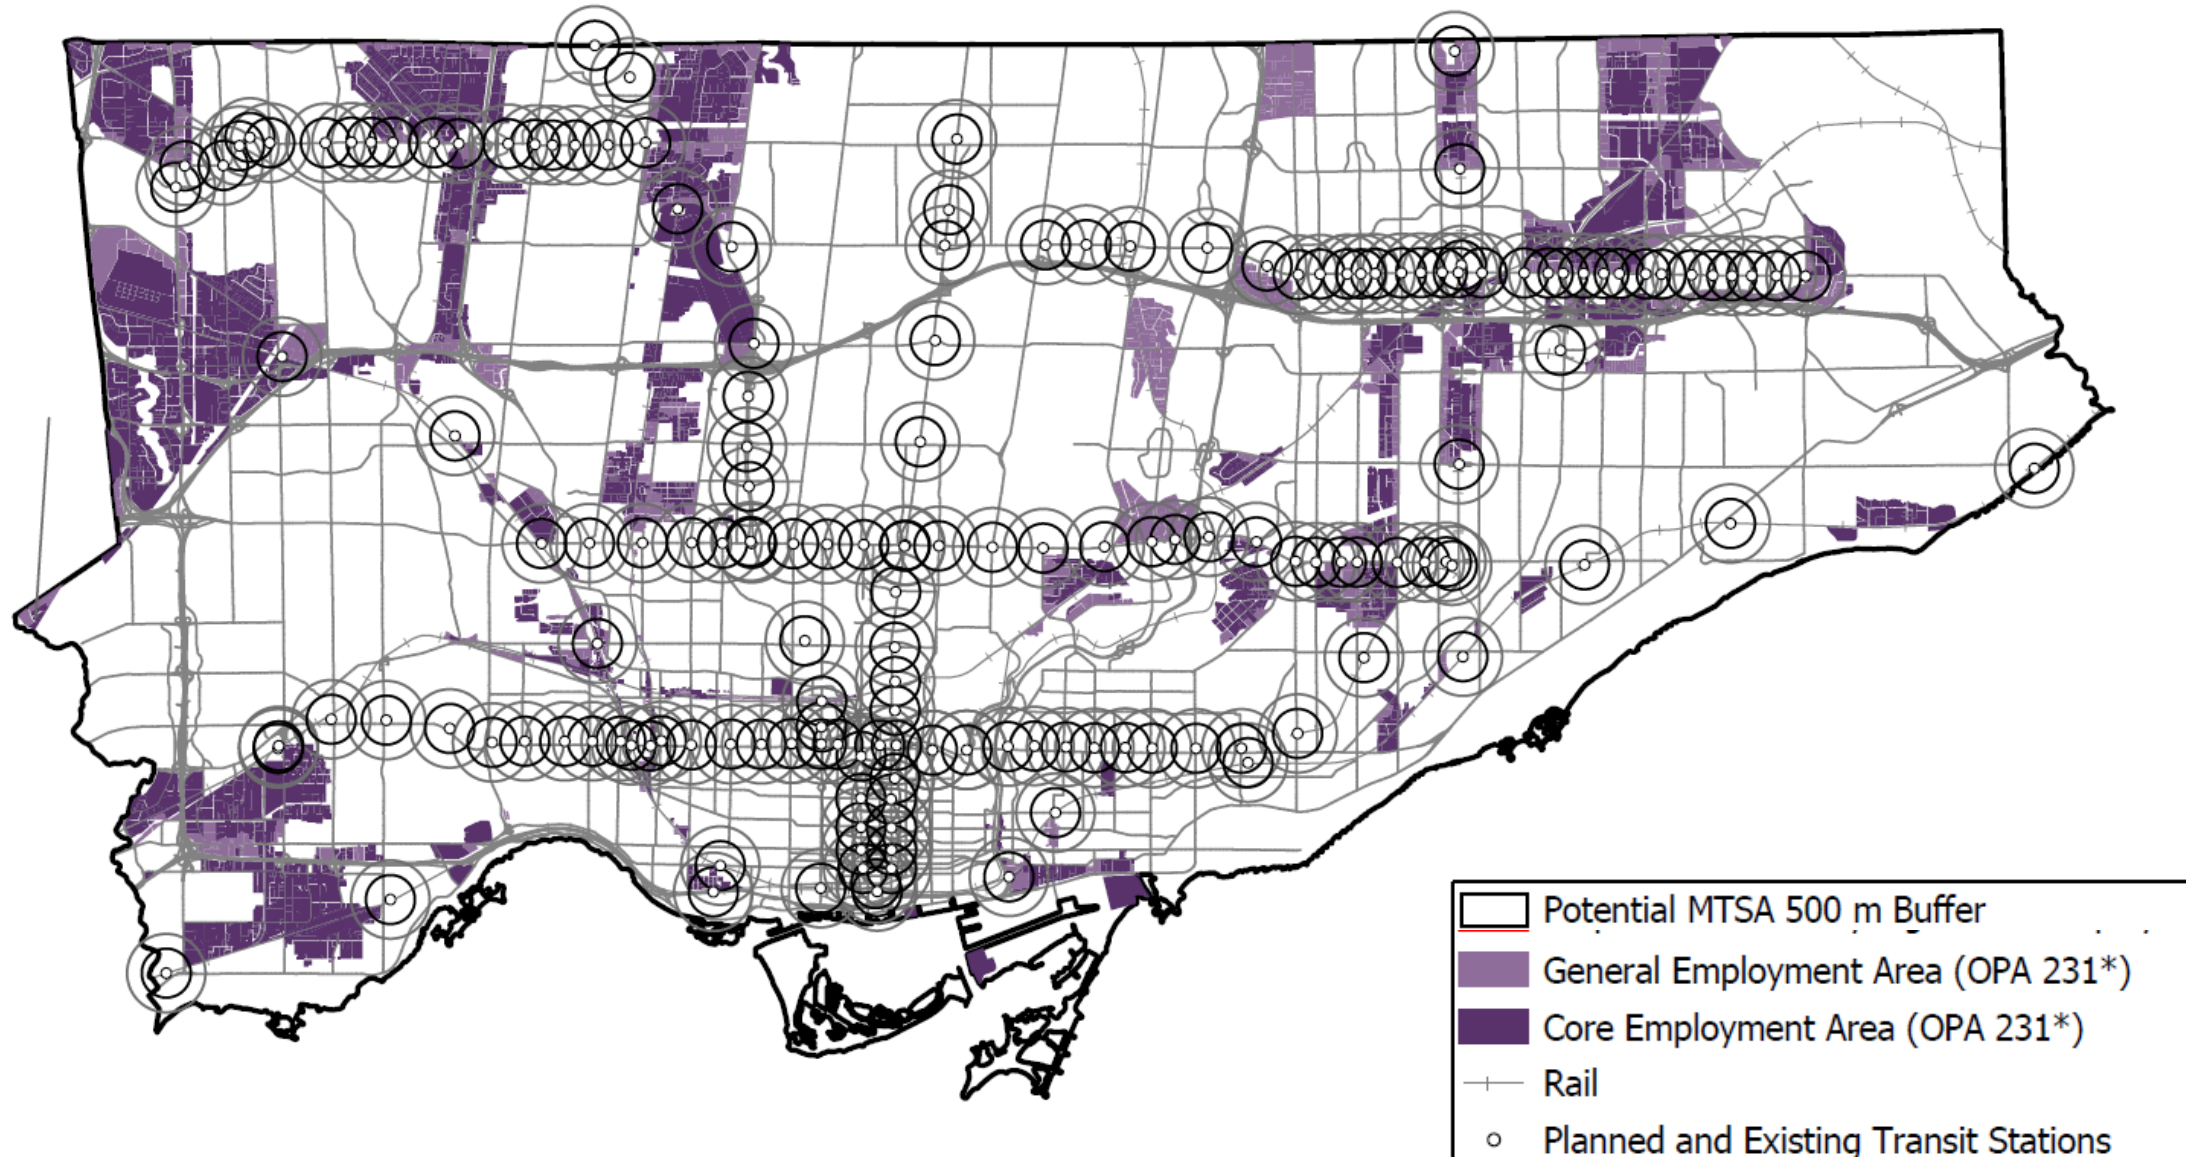 Potential MTSA 500 m Buffer
General Employment Area (OPA 231*)
Core Employment Area (OPA 231*)
Rail
Planned and Existing Transit Stations